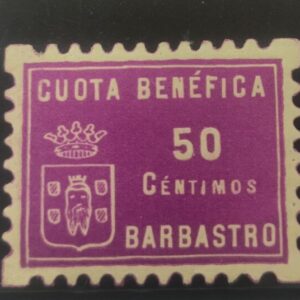 CUOTA BENÉFICA
50
CÉNTIMOS
BARBASTRO